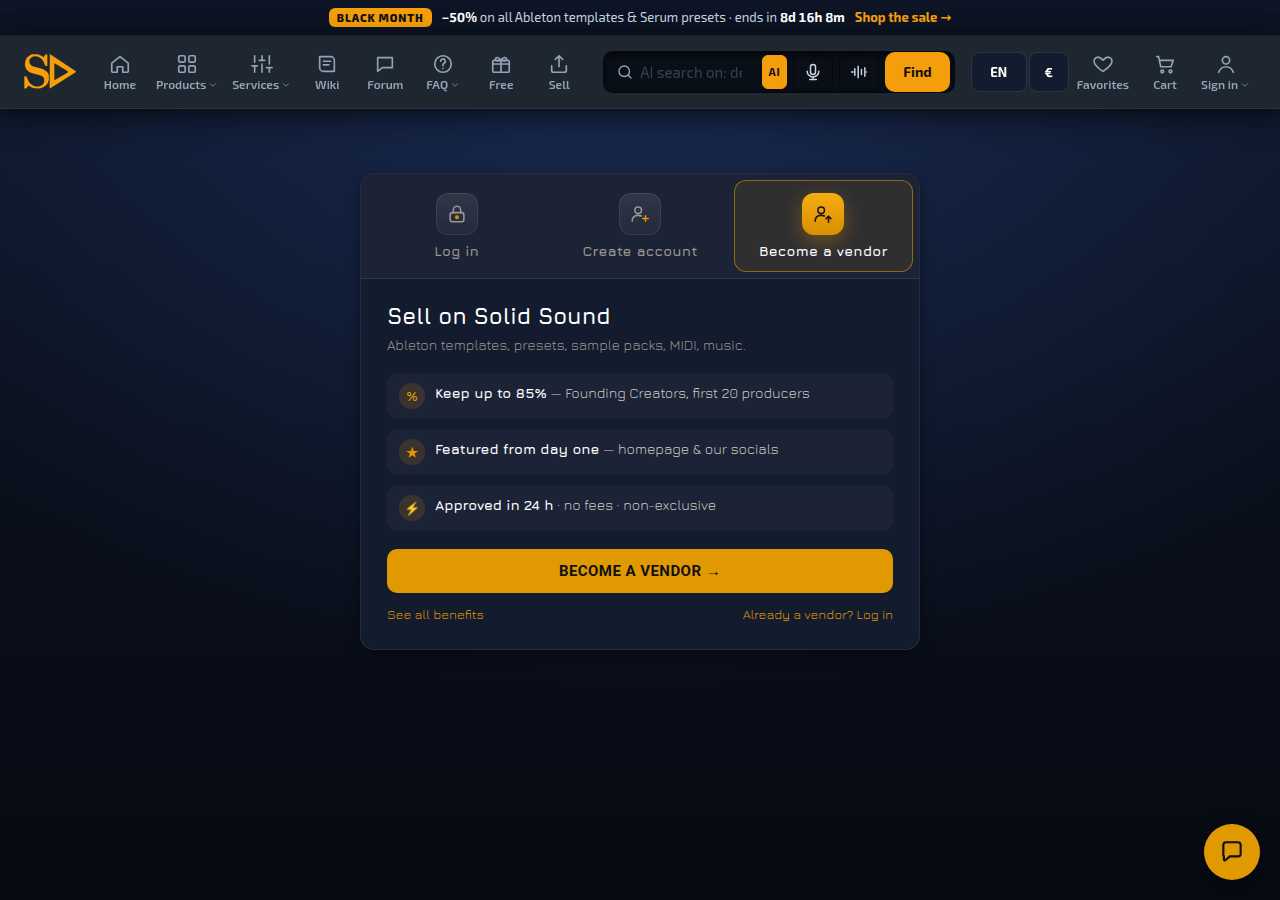 BLACK MONTH −50% on all Ableton templates & Serum presets · ends in 8d 16h 8m Shop the sale →
Home Products Services Wiki Forum FAQ Free Sell AI search on: dr AI Find EN € Favorites Cart Sign in
Log in Create account Become a vendor
Sell on Solid Sound
Ableton templates, presets, sample packs, MIDI, music.
% Keep up to 85% — Founding Creators, first 20 producers
★ Featured from day one — homepage & our socials
⚡ Approved in 24 h · no fees · non-exclusive
BECOME A VENDOR →
See all benefits Already a vendor? Log in